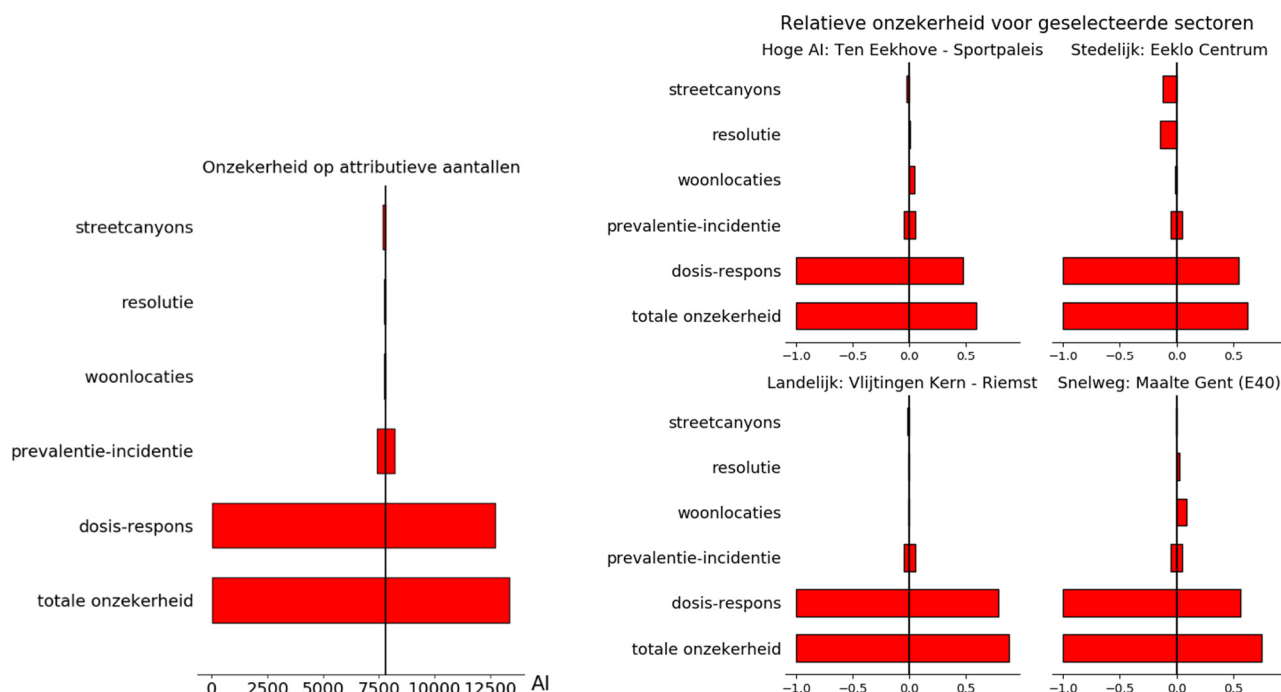 Onzekerheid op attributieve aantallen
streetcanyons
resolutie
woonlocaties
prevalentie-incidentie
dosis-respons
totale onzekerheid
0 2500 5000 7500 10000 12500 AI
Relatieve onzekerheid voor geselecteerde sectoren
Hoge AI: Ten Eekhove - Sportpaleis
streetcanyons
resolutie
woonlocaties
prevalentie-incidentie
dosis-respons
totale onzekerheid
−1.0 −0.5 0.0 0.5
Stedelijk: Eeklo Centrum
−1.0 −0.5 0.0 0.5
Landelijk: Vlijtingen Kern - Riemst
streetcanyons
resolutie
woonlocaties
prevalentie-incidentie
dosis-respons
totale onzekerheid
−1.0 −0.5 0.0 0.5
Snelweg: Maalte Gent (E40)
−1.0 −0.5 0.0 0.5